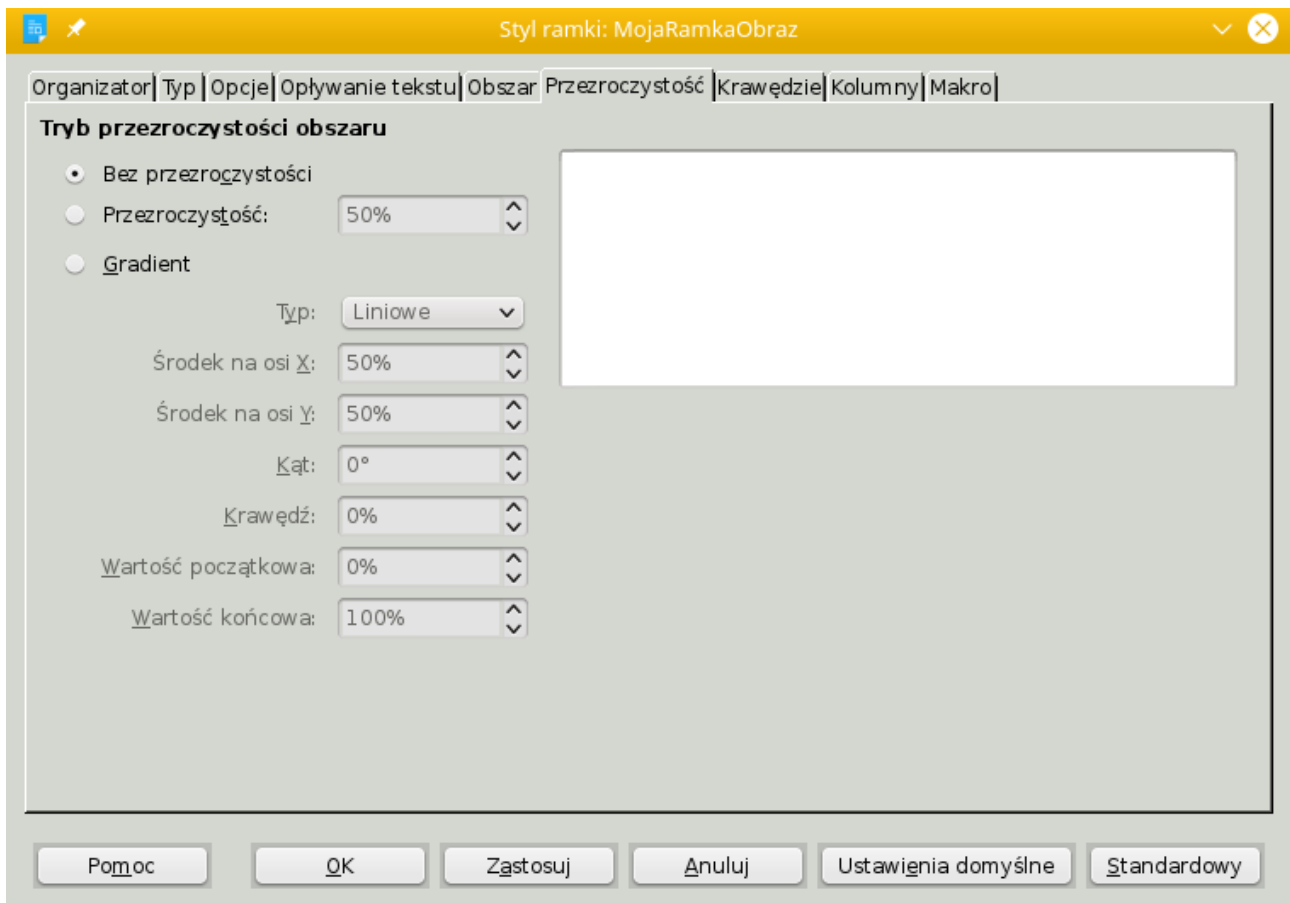 Styl ramki: MojaRamkaObraz
Organizator Typ Opcje Opływanie tekstu Obszar Przezroczystość Krawędzie Kolumny Makro
Tryb przezroczystości obszaru
Bez przezroczystości
Przezroczystość: 50%
Gradient
Typ: Liniowe
Środek na osi X: 50%
Środek na osi Y: 50%
Kąt: 0°
Krawędź: 0%
Wartość początkowa: 0%
Wartość końcowa: 100%
Pomoc OK Zastosuj Anuluj Ustawienia domyślne Standardowy